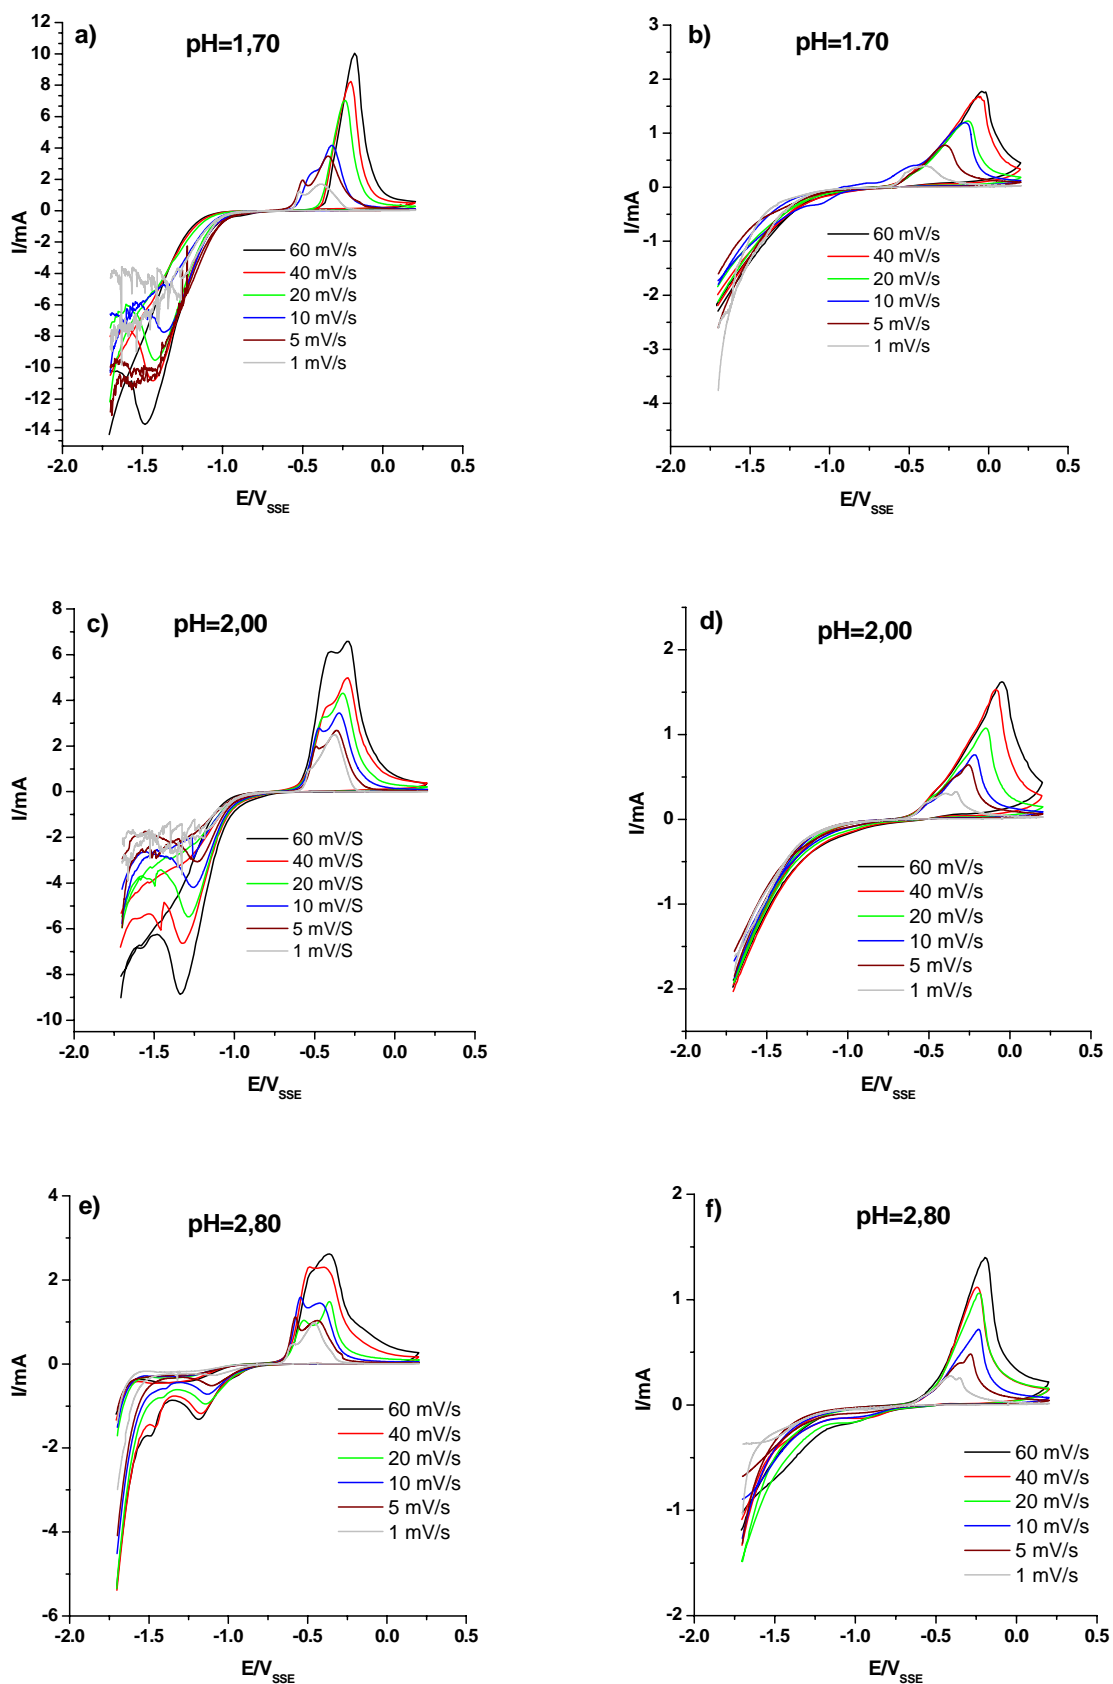 a)
pH=1,70
12
10
8
6
4
2
0
-2
-4
-6
-8
-10
-12
-14
I/mA
60 mV/s
40 mV/s
20 mV/s
10 mV/s
5 mV/s
1 mV/s
-2.0 -1.5 -1.0 -0.5 0.0 0.5
E/V_SSE
b)
pH=1.70
3
2
1
0
-1
-2
-3
-4
I/mA
60 mV/s
40 mV/s
20 mV/s
10 mV/s
5 mV/s
1 mV/s
-2.0 -1.5 -1.0 -0.5 0.0 0.5
E/V_SSE
c)
pH=2,00
8
6
4
2
0
-2
-4
-6
-8
-10
I/mA
60 mV/S
40 mV/S
20 mV/S
10 mV/S
5 mV/S
1 mV/S
-2.0 -1.5 -1.0 -0.5 0.0 0.5
E/V_SSE
d)
pH=2,00
2
1
0
-1
-2
I/mA
60 mV/s
40 mV/s
20 mV/s
10 mV/s
5 mV/s
1 mV/s
-2.0 -1.5 -1.0 -0.5 0.0 0.5
E/V_SSE
e)
pH=2,80
4
2
0
-2
-4
-6
I/mA
60 mV/s
40 mV/s
20 mV/s
10 mV/s
5 mV/s
1 mV/s
-2.0 -1.5 -1.0 -0.5 0.0 0.5
E/V_SSE
f)
pH=2,80
2
1
0
-1
-2
I/mA
60 mV/s
40 mV/s
20 mV/s
10 mV/s
5 mV/s
1 mV/s
-2.0 -1.5 -1.0 -0.5 0.0 0.5
E/V_SSE